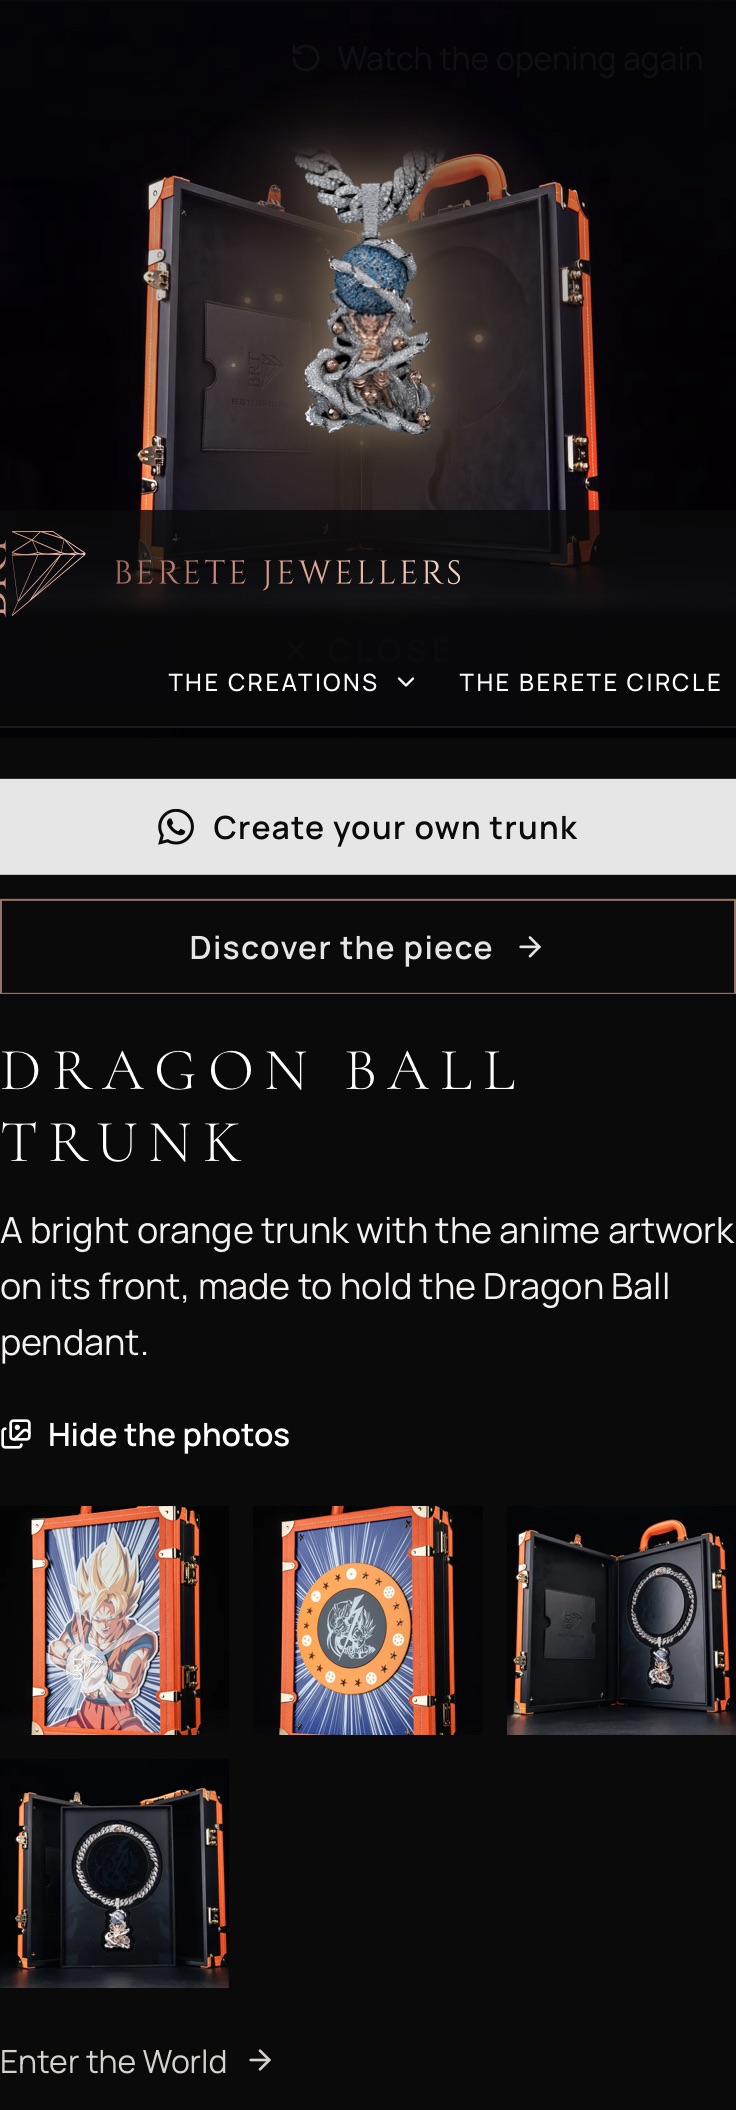 Watch the opening again
BRT
BRT
BERETE JEWELLERS
CLOSE
THE CREATIONS
THE BERETE CIRCLE
Create your own trunk
Discover the piece
DRAGON BALL
TRUNK
A bright orange trunk with the anime artwork
on its front, made to hold the Dragon Ball
pendant.
Hide the photos
Enter the World